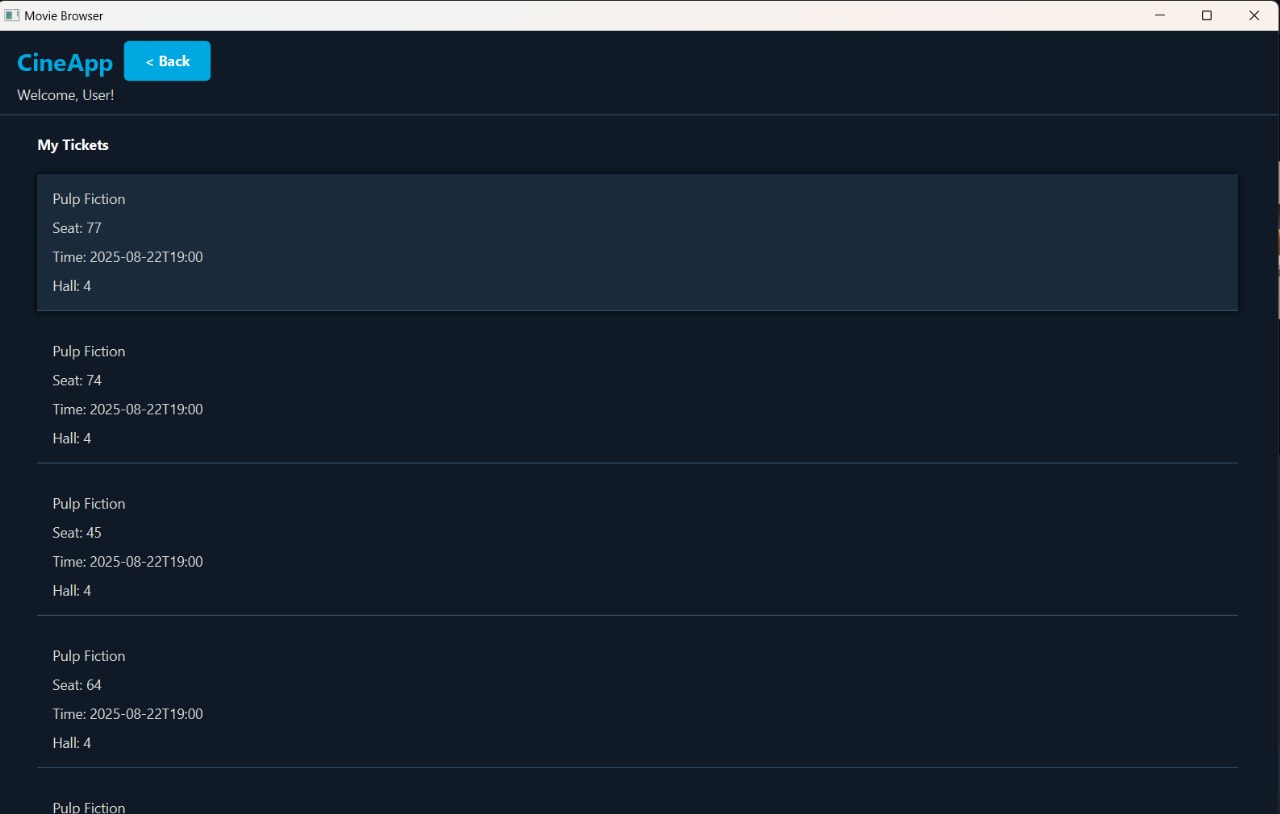 Movie Browser
CineApp < Back
Welcome, User!
My Tickets
Pulp Fiction
Seat: 77
Time: 2025-08-22T19:00
Hall: 4
Pulp Fiction
Seat: 74
Time: 2025-08-22T19:00
Hall: 4
Pulp Fiction
Seat: 45
Time: 2025-08-22T19:00
Hall: 4
Pulp Fiction
Seat: 64
Time: 2025-08-22T19:00
Hall: 4
Pulp Fiction